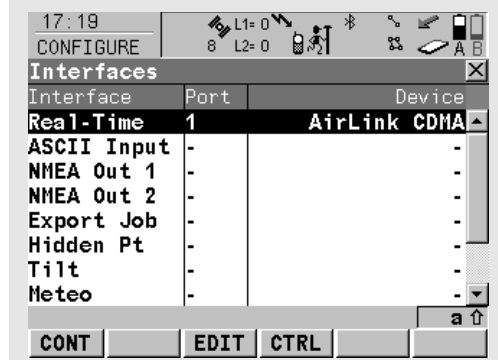 17:19
L1= 0
CONFIGURE
8 L2= 0
A B
Interfaces
Interface Port Device
Real-Time 1 AirLink CDMA
ASCII Input - -
NMEA Out 1 - -
NMEA Out 2 - -
Export Job - -
Hidden Pt - -
Tilt - -
Meteo - -
a
CONT EDIT CTRL